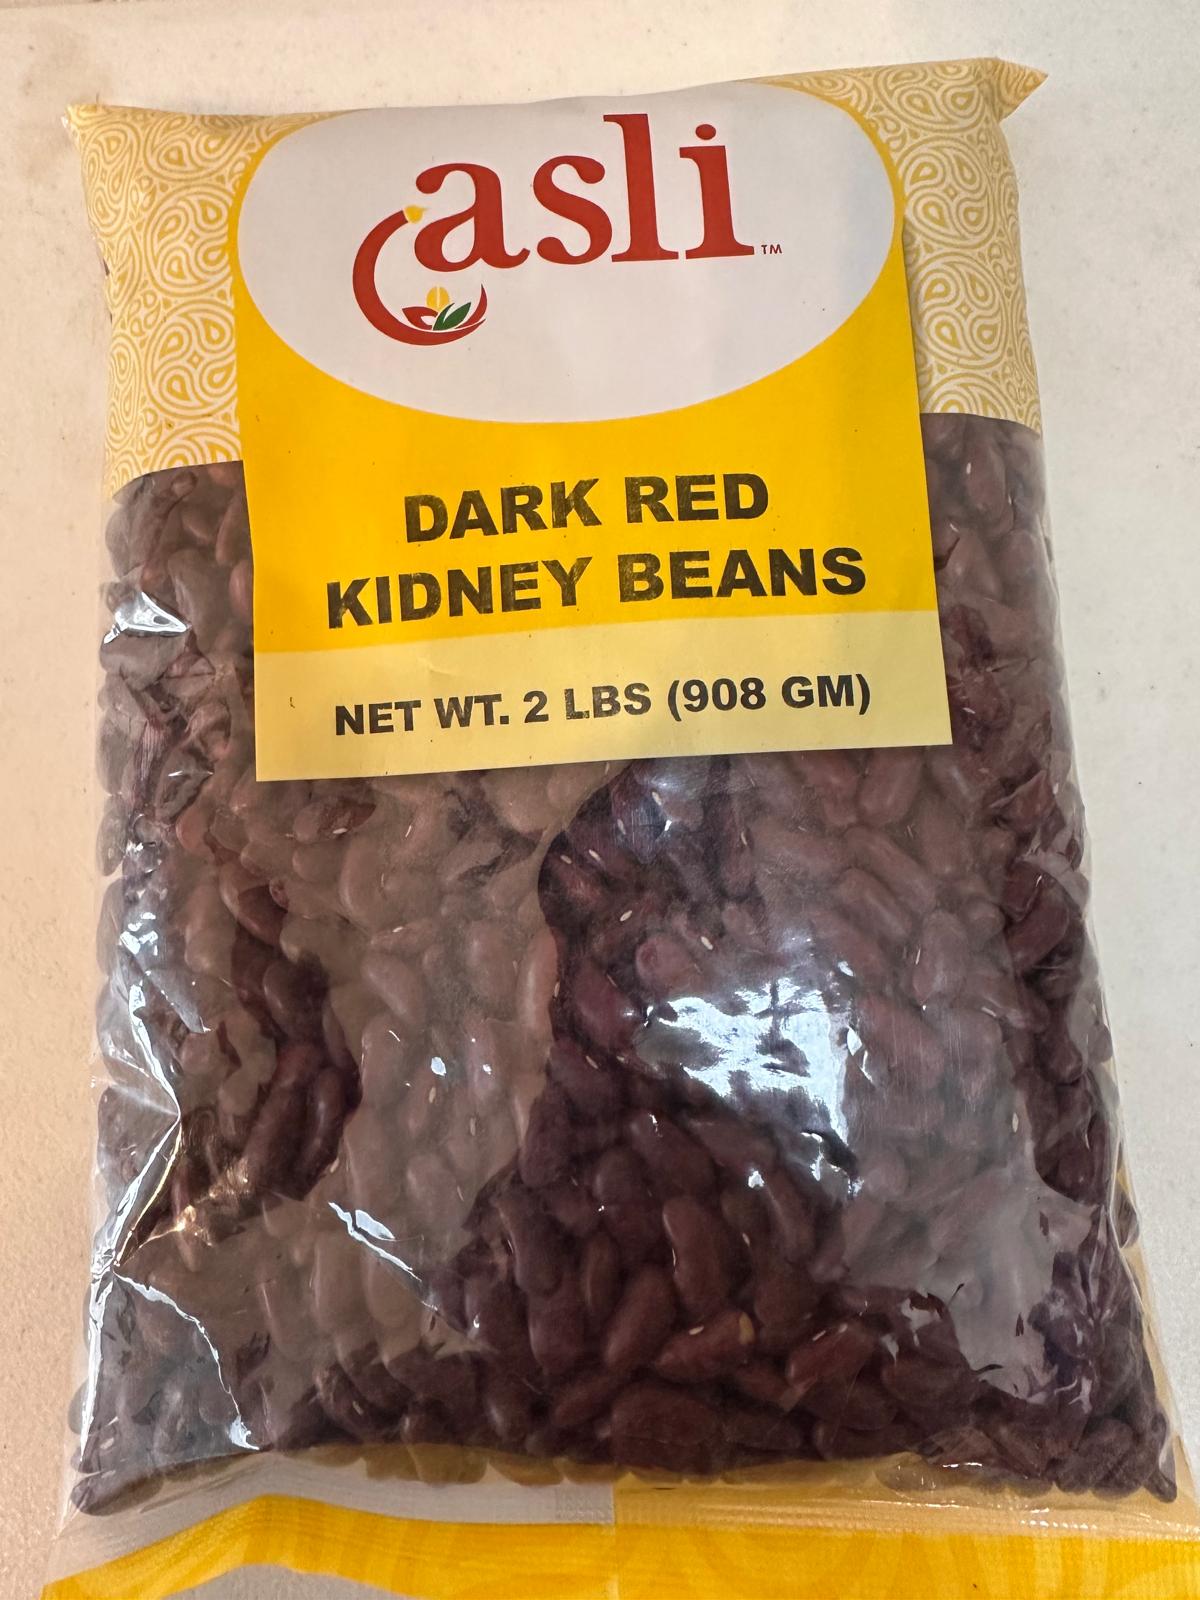 asli™
DARK RED
KIDNEY BEANS
NET WT. 2 LBS (908 GM)